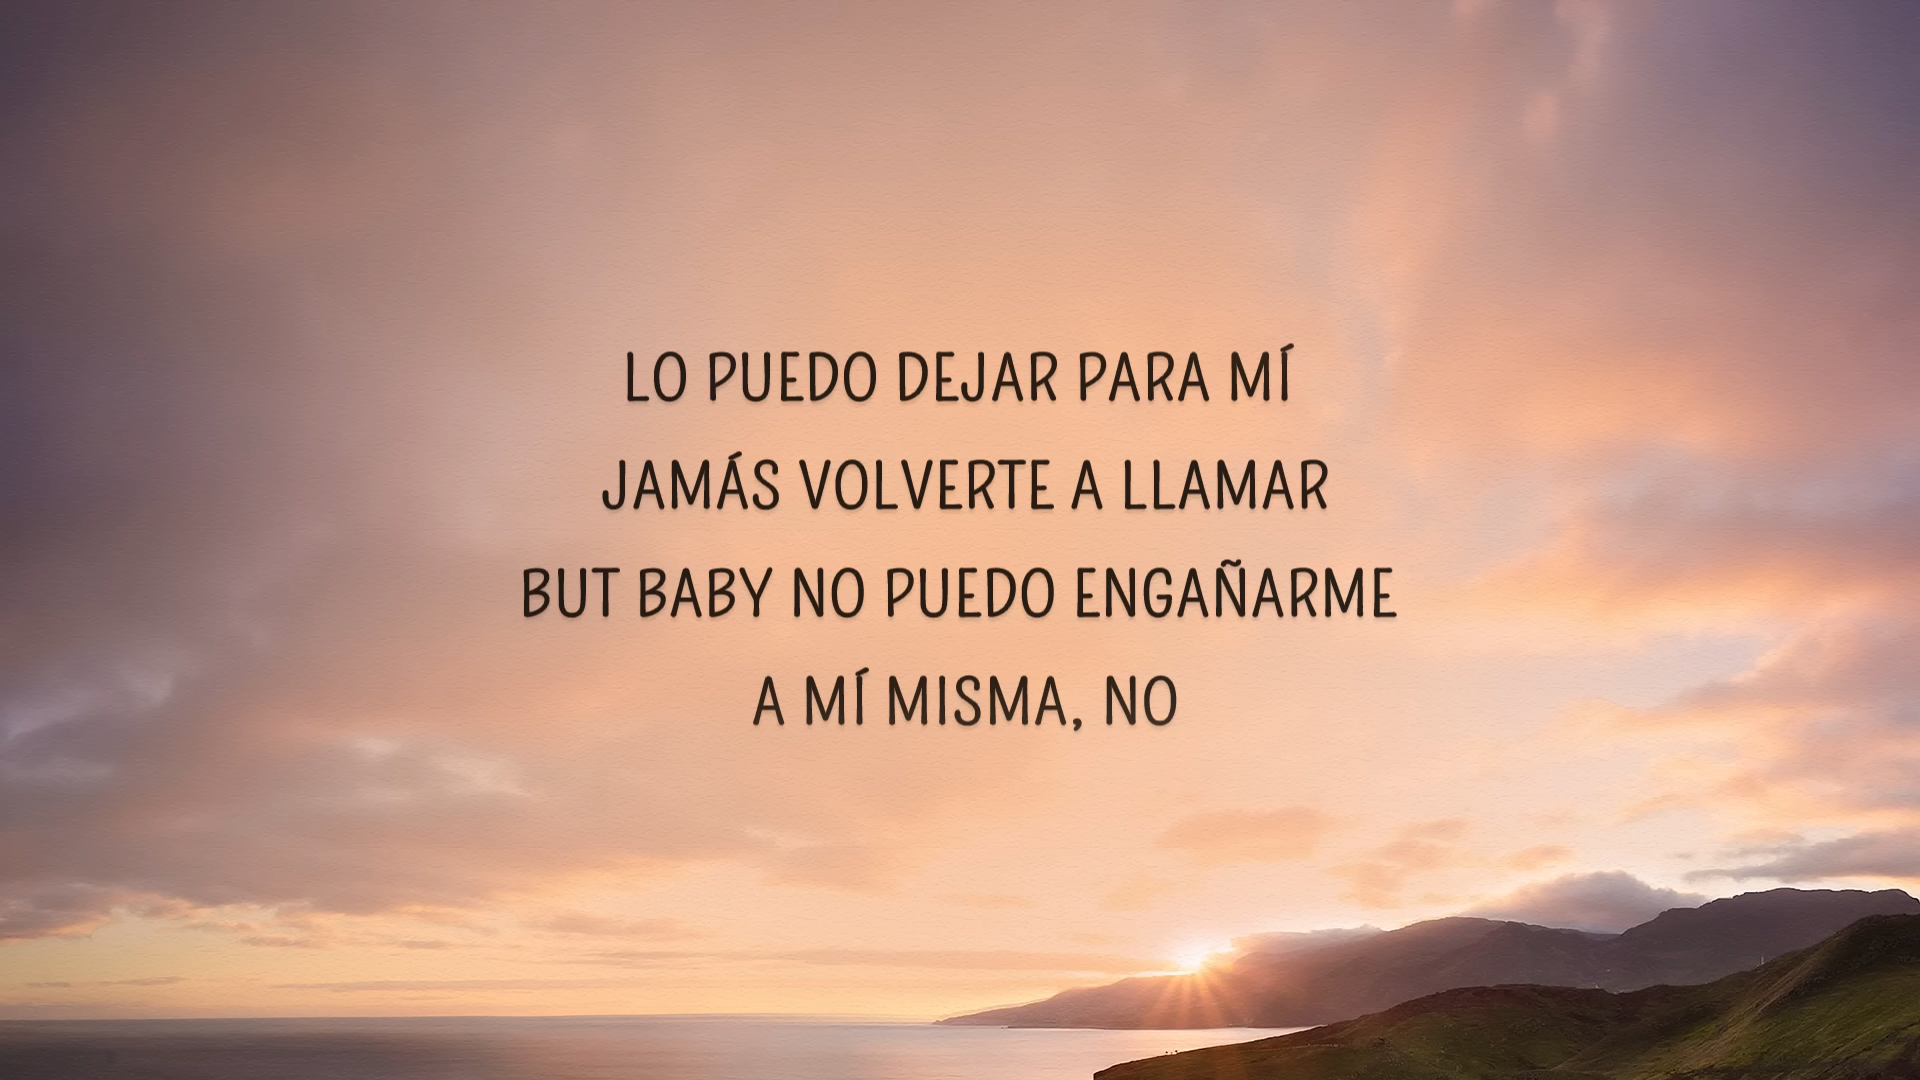 LO PUEDO DEJAR PARA MÍ
JAMÁS VOLVERTE A LLAMAR
BUT BABY NO PUEDO ENGAÑARME
A MÍ MISMA, NO